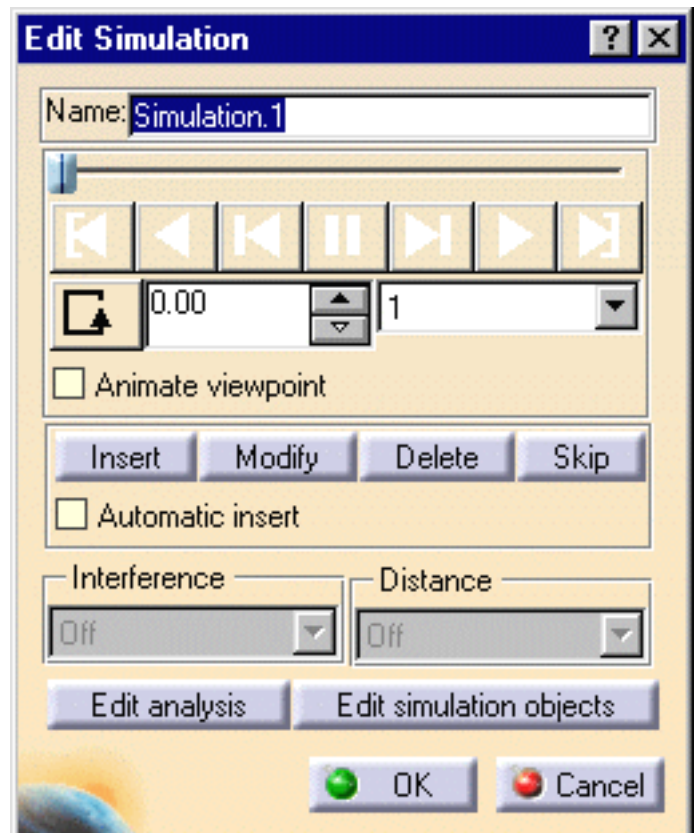 Edit Simulation
Name: Simulation.1
0.00 1
Animate viewpoint
Insert Modify Delete Skip
Automatic insert
Interference Distance
Off Off
Edit analysis Edit simulation objects
OK Cancel